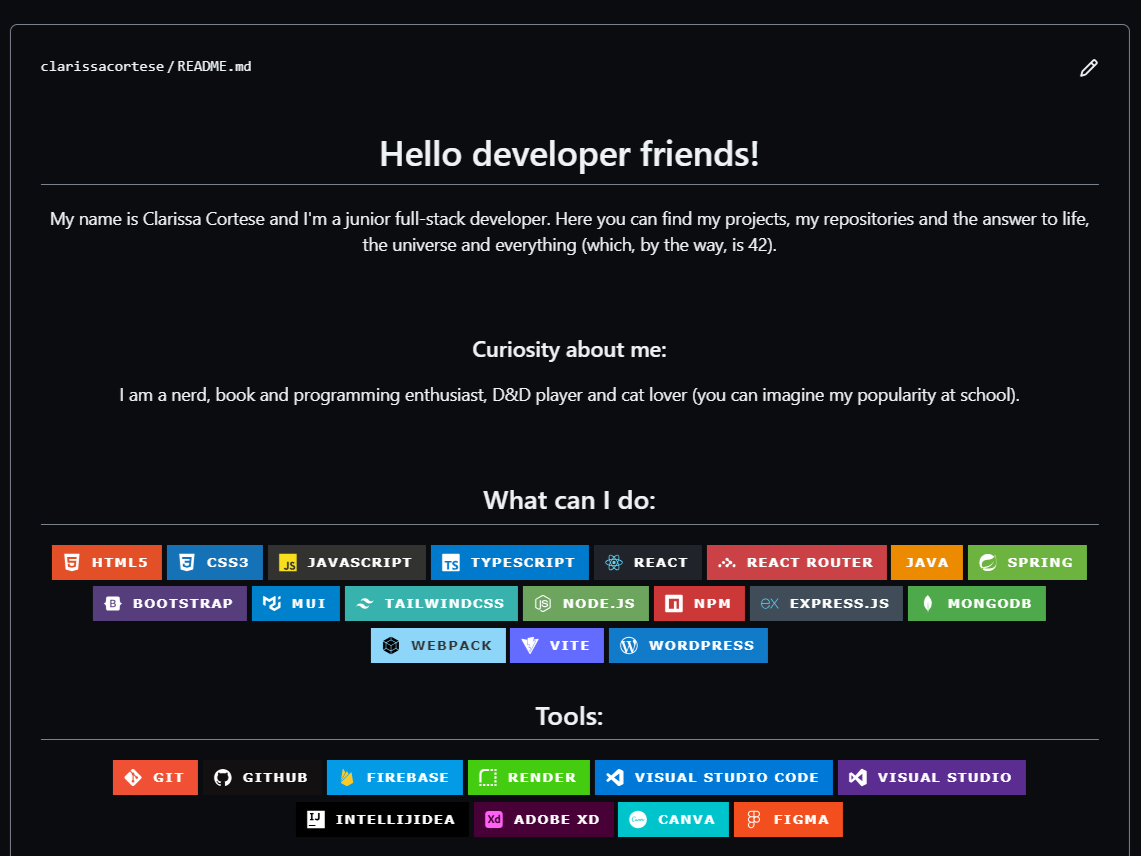 clarissacortese/README.md
Hello developer friends!
My name is Clarissa Cortese and I'm a junior full-stack developer. Here you can find my projects, my repositories and the answer to life,
the universe and everything (which, by the way, is 42).
Curiosity about me:
I am a nerd, book and programming enthusiast, D&D player and cat lover (you can imagine my popularity at school).
What can I do:
HTML5 CSS3 JS JAVASCRIPT TS TYPESCRIPT REACT REACT ROUTER JAVA SPRING
B BOOTSTRAP MUI TAILWINDCSS JS NODE.JS NPM EX EXPRESS.JS MONGODB
WEBPACK VITE WORDPRESS
Tools:
GIT GITHUB FIREBASE RENDER VISUAL STUDIO CODE VISUAL STUDIO
IJ INTELLIJIDEA Xd ADOBE XD CANVA FIGMA